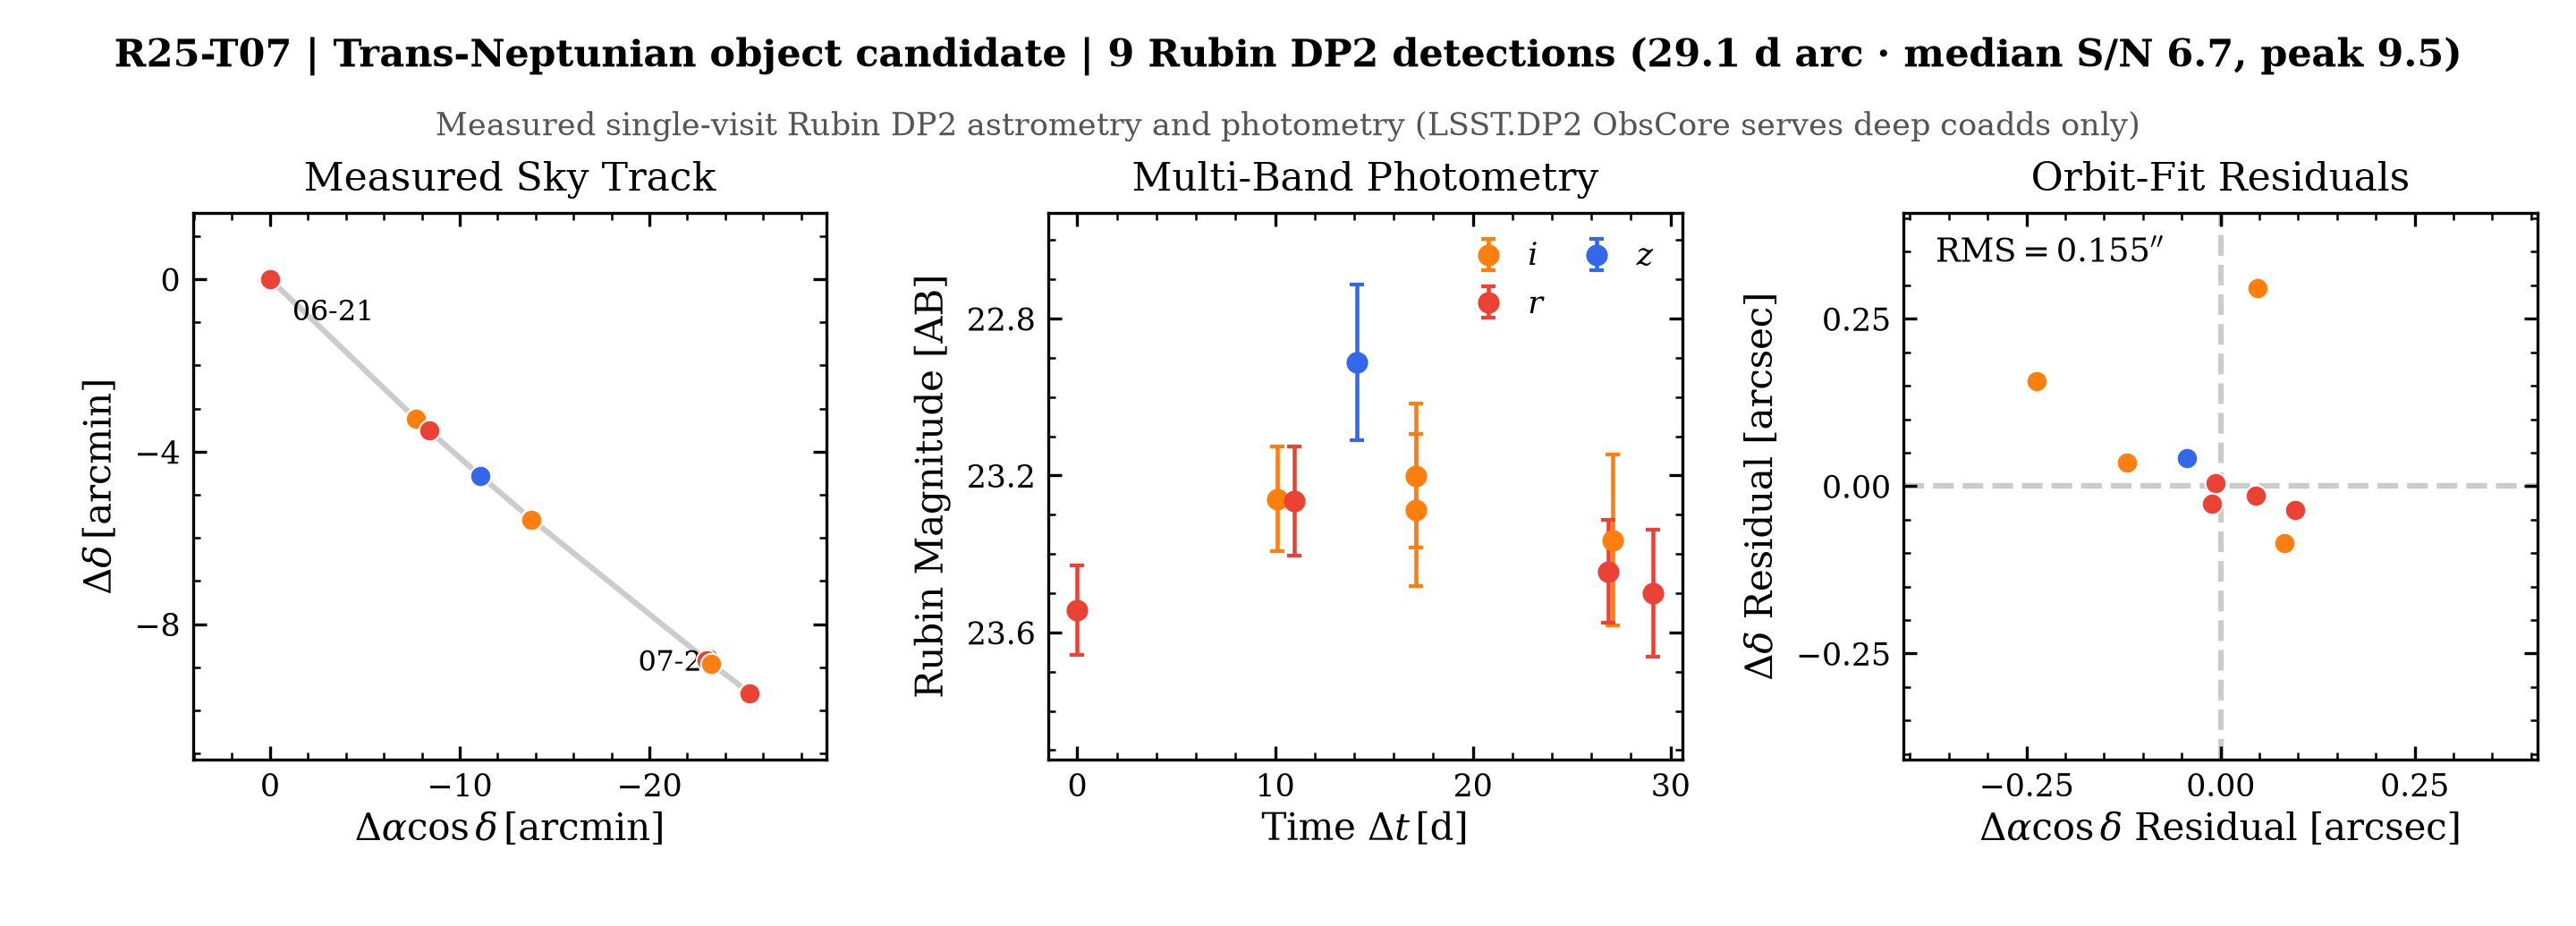 R25-T07 | Trans-Neptunian object candidate | 9 Rubin DP2 detections (29.1 d arc · median S/N 6.7, peak 9.5)
Measured single-visit Rubin DP2 astrometry and photometry (LSST.DP2 ObsCore serves deep coadds only)
Measured Sky Track
0
−4
−8
06-21
07-2
0
−10
−20
Δδ [arcmin]
Δα cos δ [arcmin]
Multi-Band Photometry
i
z
r
22.8
23.2
23.6
0
10
20
30
Rubin Magnitude [AB]
Time Δt [d]
Orbit-Fit Residuals
RMS = 0.155″
0.25
0.00
−0.25
−0.25
0.00
0.25
Δδ Residual [arcsec]
Δα cos δ Residual [arcsec]